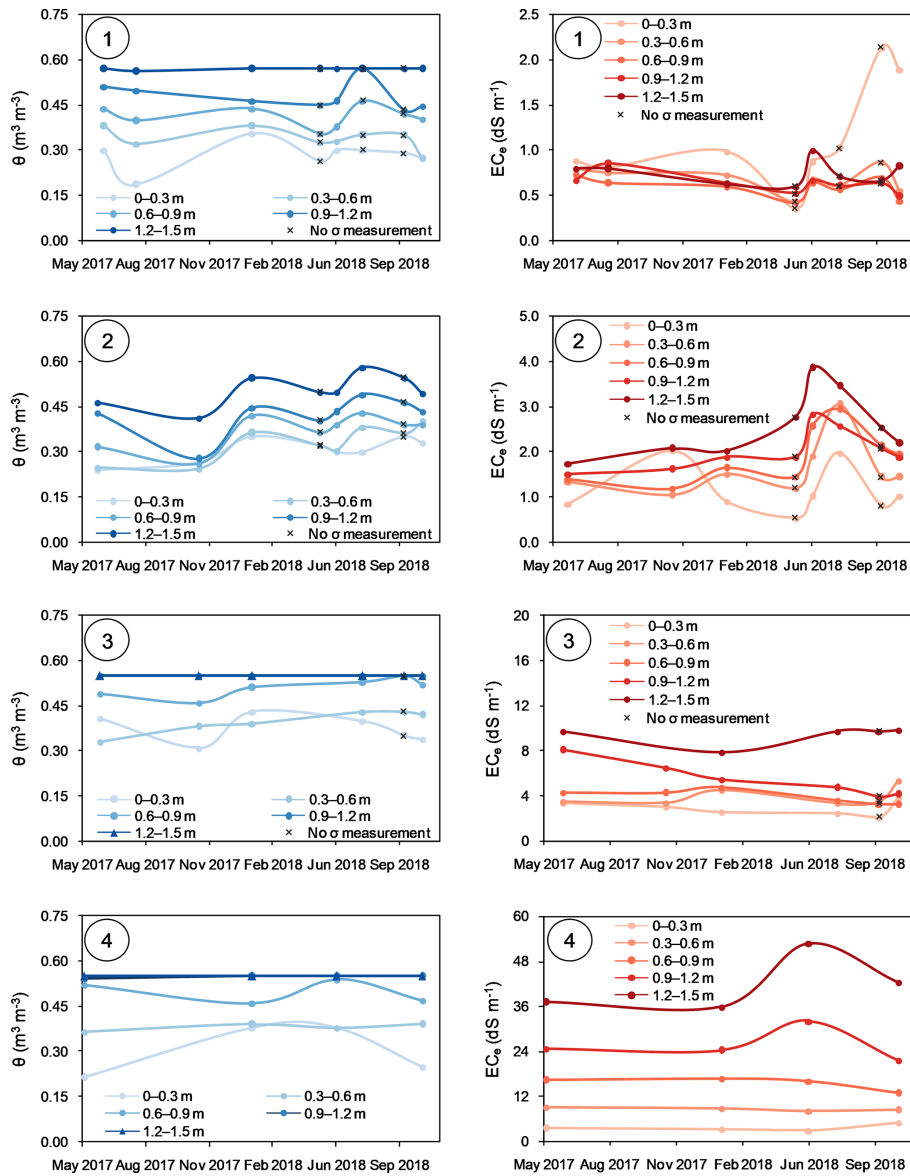 0.75
0.60
0.45
0.30
0.15
0.00
θ (m³ m⁻³)
1
0–0.3 m
0.3–0.6 m
0.6–0.9 m
0.9–1.2 m
1.2–1.5 m
No σ measurement
May 2017 Aug 2017 Nov 2017 Feb 2018 Jun 2018 Sep 2018
2.5
2.0
1.5
1.0
0.5
0.0
ECe (dS m⁻¹)
1
0–0.3 m
0.3–0.6 m
0.6–0.9 m
0.9–1.2 m
1.2–1.5 m
No σ measurement
May 2017 Aug 2017 Nov 2017 Feb 2018 Jun 2018 Sep 2018
0.75
0.60
0.45
0.30
0.15
0.00
θ (m³ m⁻³)
2
0–0.3 m
0.3–0.6 m
0.6–0.9 m
0.9–1.2 m
1.2–1.5 m
No σ measurement
May 2017 Aug 2017 Nov 2017 Feb 2018 Jun 2018 Sep 2018
5.0
4.0
3.0
2.0
1.0
0.0
ECe (dS m⁻¹)
2
0–0.3 m
0.3–0.6 m
0.6–0.9 m
0.9–1.2 m
1.2–1.5 m
No σ measurement
May 2017 Aug 2017 Nov 2017 Feb 2018 Jun 2018 Sep 2018
0.75
0.60
0.45
0.30
0.15
0.00
θ (m³ m⁻³)
3
0–0.3 m
0.3–0.6 m
0.6–0.9 m
0.9–1.2 m
1.2–1.5 m
No σ measurement
May 2017 Aug 2017 Nov 2017 Feb 2018 Jun 2018 Sep 2018
20
16
12
8
4
0
ECe (dS m⁻¹)
3
0–0.3 m
0.3–0.6 m
0.6–0.9 m
0.9–1.2 m
1.2–1.5 m
No σ measurement
May 2017 Aug 2017 Nov 2017 Feb 2018 Jun 2018 Sep 2018
0.75
0.60
0.45
0.30
0.15
0.00
θ (m³ m⁻³)
4
0–0.3 m
0.3–0.6 m
0.6–0.9 m
0.9–1.2 m
1.2–1.5 m
May 2017 Aug 2017 Nov 2017 Feb 2018 Jun 2018 Sep 2018
60
48
36
24
12
0
ECe (dS m⁻¹)
4
0–0.3 m
0.3–0.6 m
0.6–0.9 m
0.9–1.2 m
1.2–1.5 m
May 2017 Aug 2017 Nov 2017 Feb 2018 Jun 2018 Sep 2018